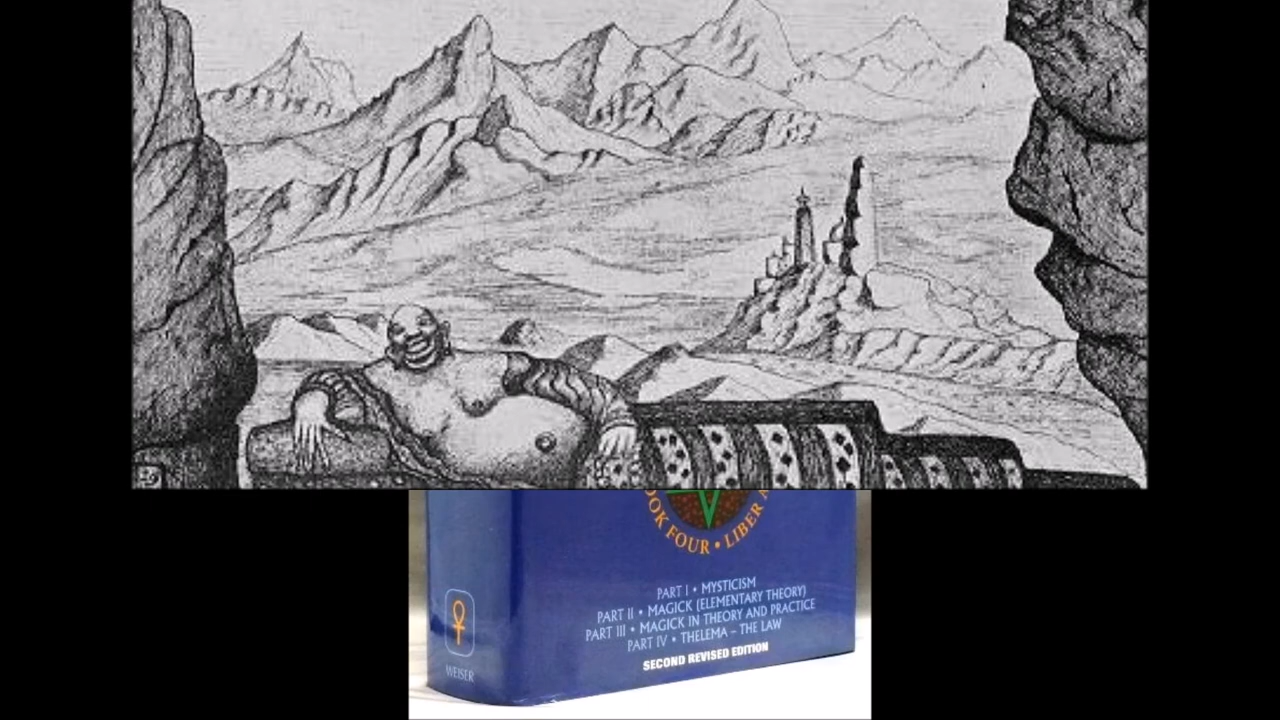 OOK FOUR • LIBER A
PART I • MYSTICISM
PART II • MAGICK (ELEMENTARY THEORY)
PART III • MAGICK IN THEORY AND PRACTICE
PART IV • THELEMA – THE LAW
SECOND REVISED EDITION
WEISER